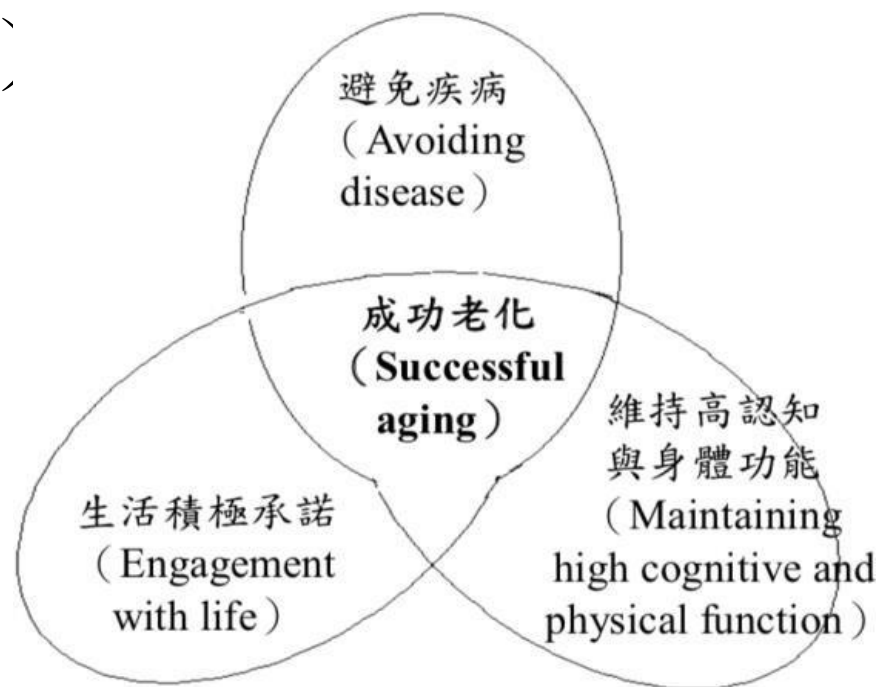 避免疾病
（Avoiding
disease）
成功老化
（Successful
aging）
維持高認知
與身體功能
（Maintaining
high cognitive and
physical function）
生活積極承諾
（Engagement
with life）